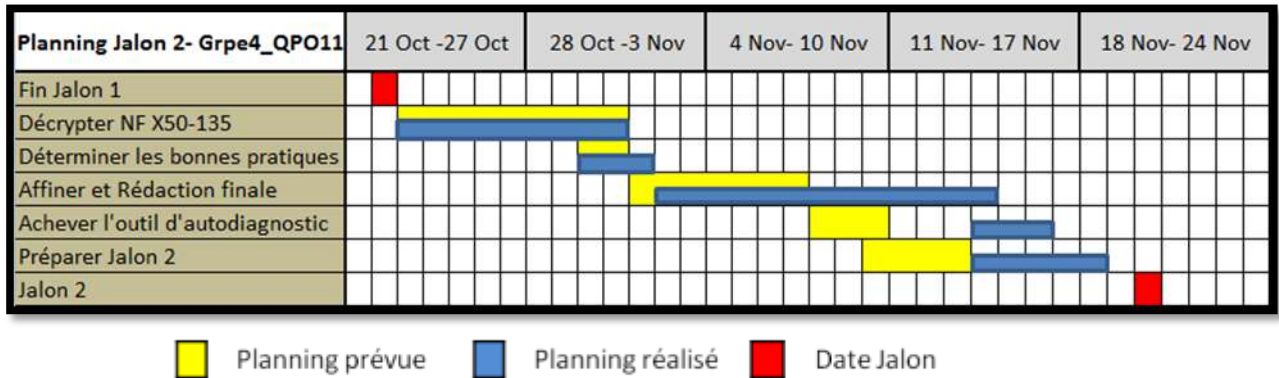 Planning Jalon 2- Grpe4_QPO11 21 Oct -27 Oct 28 Oct -3 Nov 4 Nov- 10 Nov 11 Nov- 17 Nov 18 Nov- 24 Nov
Fin Jalon 1
Décrypter NF X50-135
Déterminer les bonnes pratiques
Affiner et Rédaction finale
Achever l'outil d'autodiagnostic
Préparer Jalon 2
Jalon 2
Planning prévue Planning réalisé Date Jalon